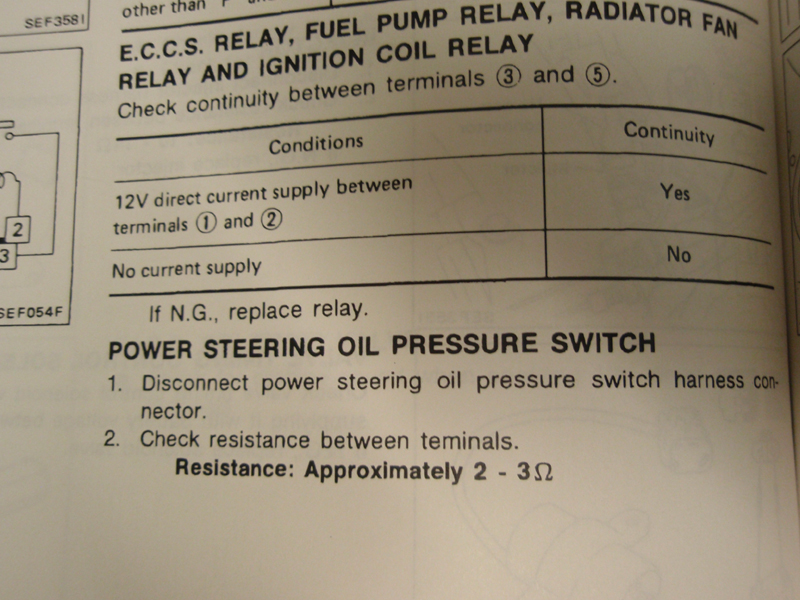 other than
SEF3581
E.C.C.S. RELAY, FUEL PUMP RELAY, RADIATOR FAN
RELAY AND IGNITION COIL RELAY
Check continuity between terminals ③ and ⑤.
Conditions
Continuity
12V direct current supply between
terminals ① and ②
Yes
No current supply
No
If N.G., replace relay.
2
3
SEF054F
POWER STEERING OIL PRESSURE SWITCH
1. Disconnect power steering oil pressure switch harness con-
nector.
2. Check resistance between teminals.
Resistance: Approximately 2 - 3Ω